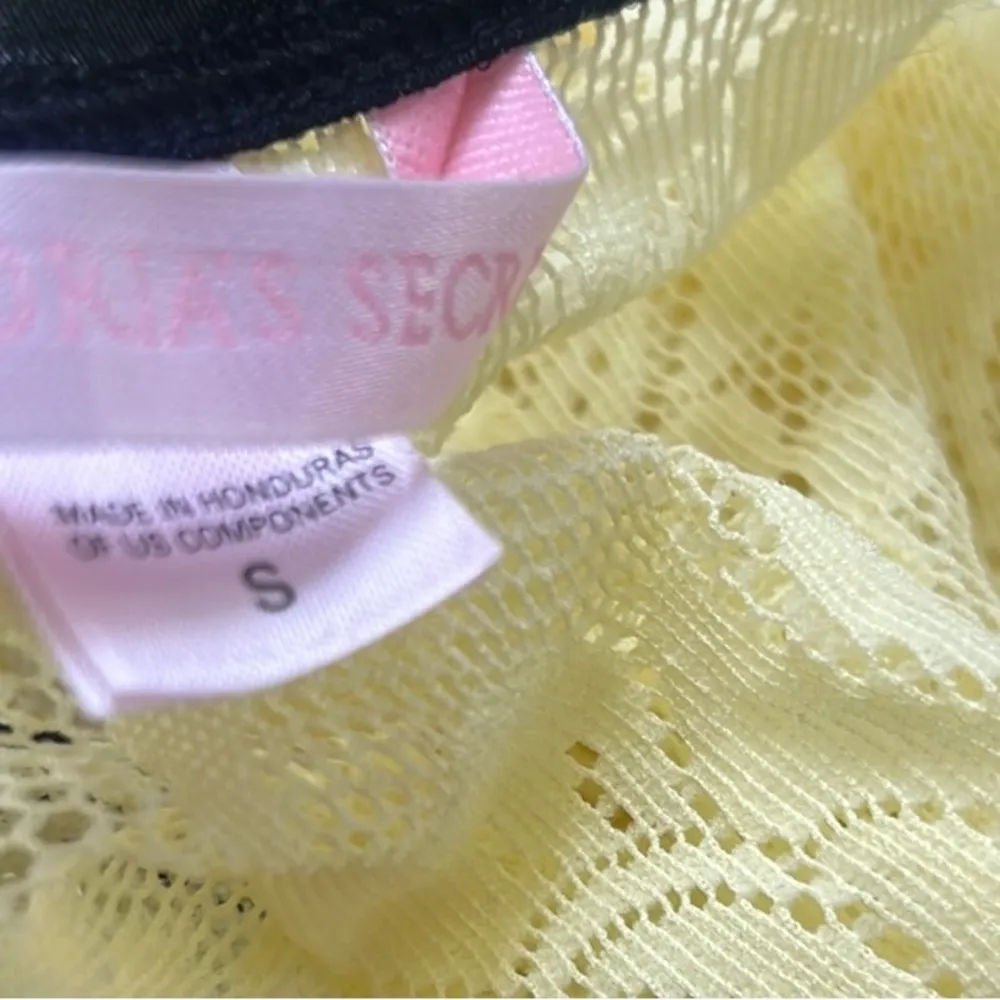 ORIA'S SECR
MADE IN HONDURAS
OF US COMPONENTS
S